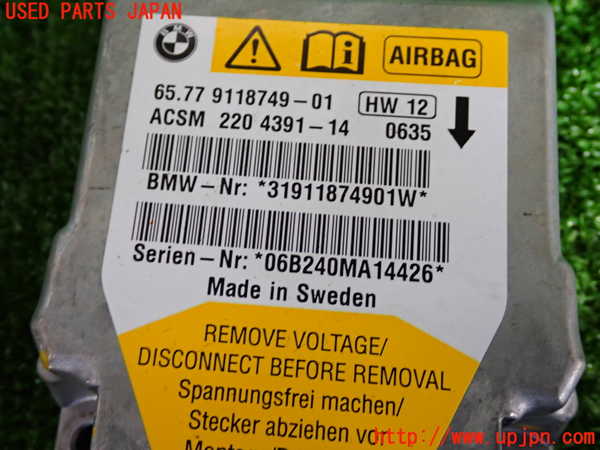 USED PARTS JAPAN
BMW
AIRBAG
65.77 9118749-01 HW 12
ACSM 220 4391-14 0635
BMW-Nr: *31911874901W*
Serien-Nr: *06B240MA14426*
Made in Sweden
REMOVE VOLTAGE/
DISCONNECT BEFORE REMOVAL
Spannungsfrei machen/
Stecker abziehen vor
http://www.upjpn.com